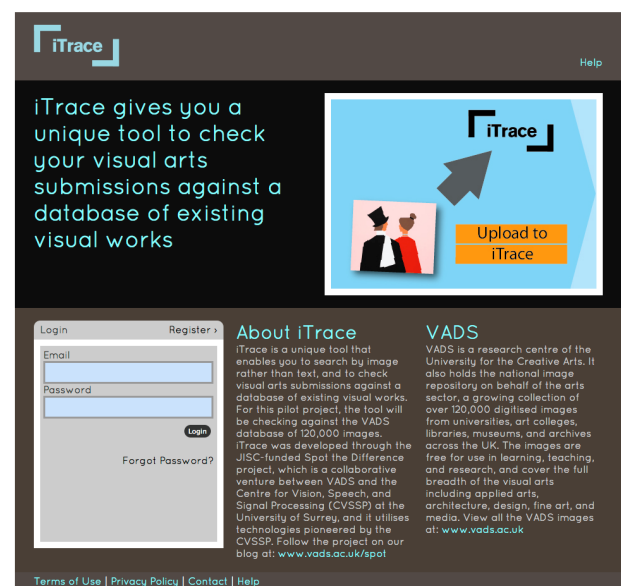 iTrace
Help
iTrace gives you a
unique tool to check
your visual arts
submissions against a
database of existing
visual works
iTrace
Upload to
iTrace
Login
Register ›
Email
Password
Login
Forgot Password?
About iTrace
iTrace is a unique tool that
enables you to search by image
rather than text, and to check
visual arts submissions against a
database of existing visual works.
For this pilot project, the tool will
be checking against the VADS
database of 120,000 images.
iTrace was developed through the
JISC-funded Spot the Difference
project, which is a collaborative
venture between VADS and the
Centre for Vision, Speech, and
Signal Processing (CVSSP) at the
University of Surrey, and it utilises
technologies pioneered by the
CVSSP. Follow the project on our
blog at: www.vads.ac.uk/spot
VADS
VADS is a research centre of the
University for the Creative Arts. It
also holds the national image
repository on behalf of the arts
sector, a growing collection of
over 120,000 digitised images
from universities, art colleges,
libraries, museums, and archives
across the UK. The images are
free for use in learning, teaching,
and research, and cover the full
breadth of the visual arts
including applied arts,
architecture, design, fine art, and
media. View all the VADS images
at: www.vads.ac.uk
Terms of Use | Privacy Policy | Contact | Help